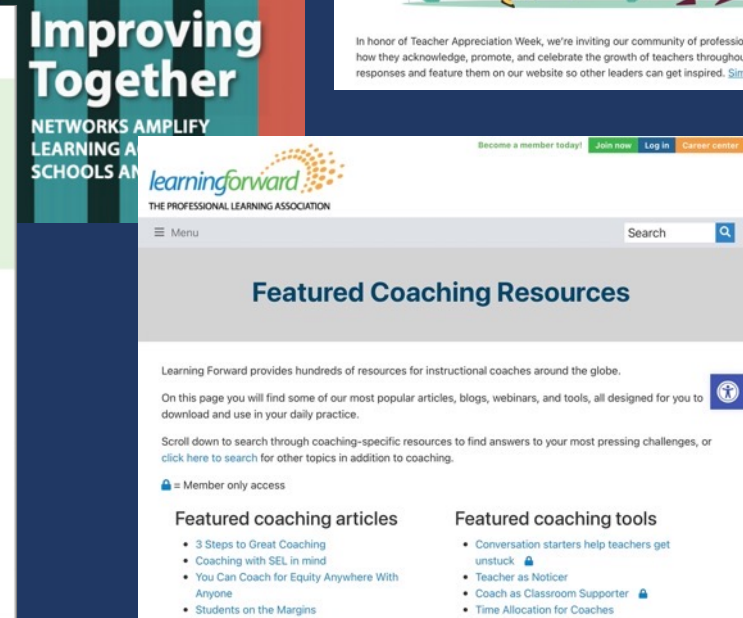 Improving
Together
NETWORKS AMPLIFY
LEARNING
SCHOOLS
In honor of Teacher Appreciation Week, we're inviting our community of
how they acknowledge, promote, and celebrate the growth of teachers
responses and feature them on our website so other leaders can get inspired.
Become a member today! Join now Log in Career center
learningforward
THE PROFESSIONAL LEARNING ASSOCIATION
☰ Menu
Search
Featured Coaching Resources
Learning Forward provides hundreds of resources for instructional coaches around the globe.
On this page you will find some of our most popular articles, blogs, webinars, and tools, all designed for you to
download and use in your daily practice.
Scroll down to search through coaching-specific resources to find answers to your most pressing challenges, or
click here to search for other topics in addition to coaching.
= Member only access
Featured coaching articles
• 3 Steps to Great Coaching
• Coaching with SEL in mind
• You Can Coach for Equity Anywhere With
Anyone
• Students on the Margins
Featured coaching tools
• Conversation starters help teachers get
unstuck
• Teacher as Noticer
• Coach as Classroom Supporter
• Time Allocation for Coaches